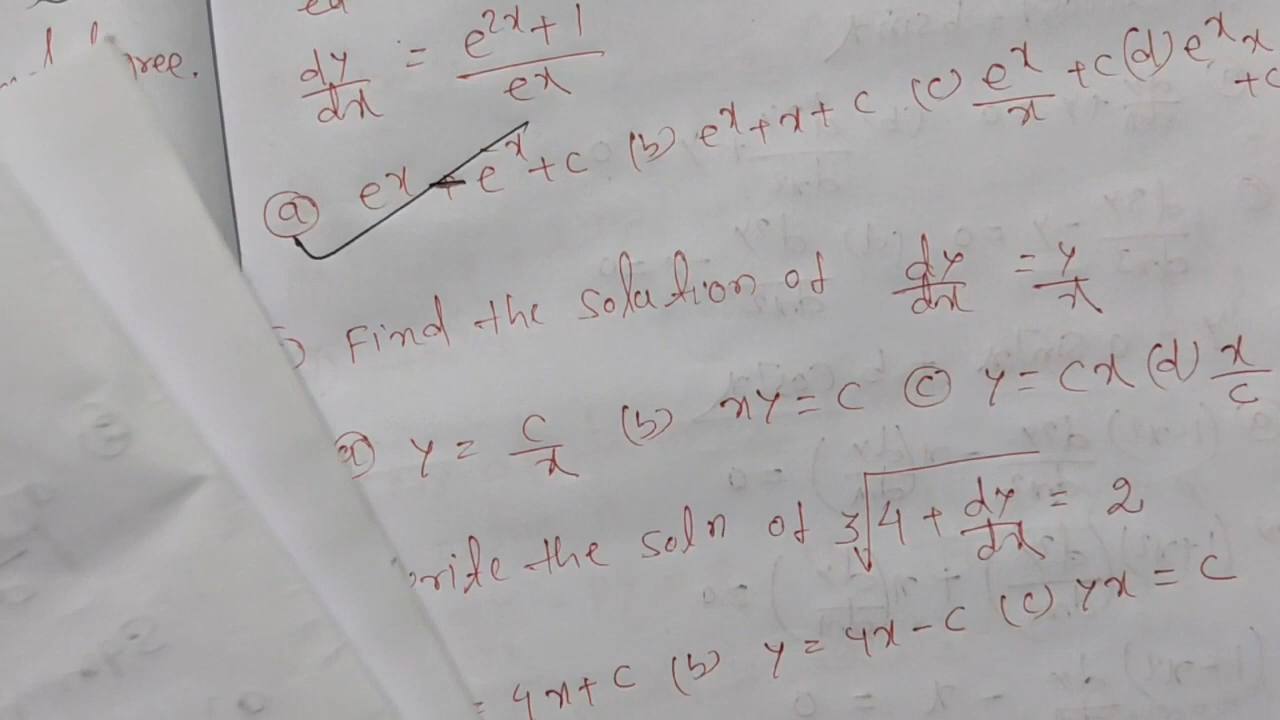 ree.
dy/dx = (e^2x + 1)/e^x
(a) e^x - e^x + c (b) e^x + x + c (c) e^x/x + c (d) e^x x + c
Find the solution of dy/dx = y/x
(a) y = c/x (b) xy = c (c) y = cx (d) x/c
rite the soln of ∛(4 + dy/dx) = 2
= 4x + c (b) y = 4x - c (c) yx = c